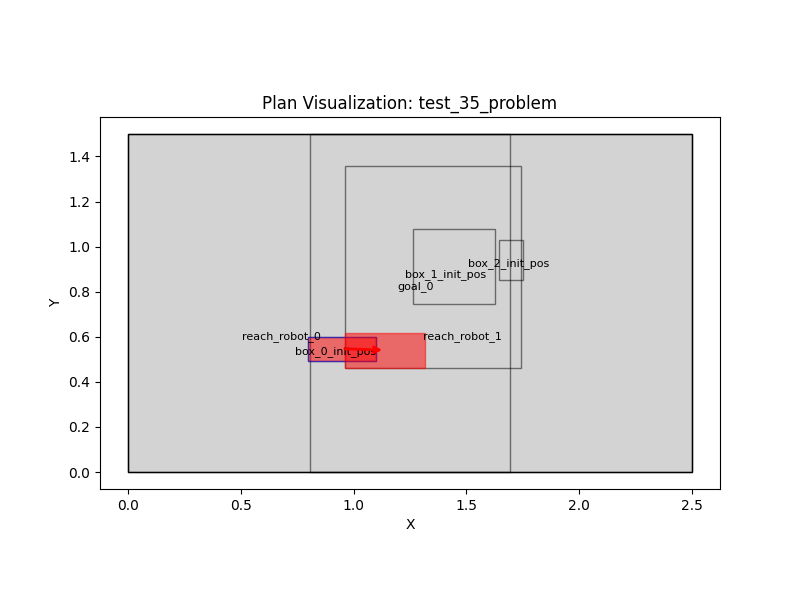 Plan Visualization: test_35_problem
Y
1.4
1.2
1.0
0.8
0.6
0.4
0.2
0.0
box_2_init_pos
box_1_init_pos
goal_0
reach_robot_0
reach_robot_1
box_0_init_pos
0.0 0.5 1.0 1.5 2.0 2.5
X